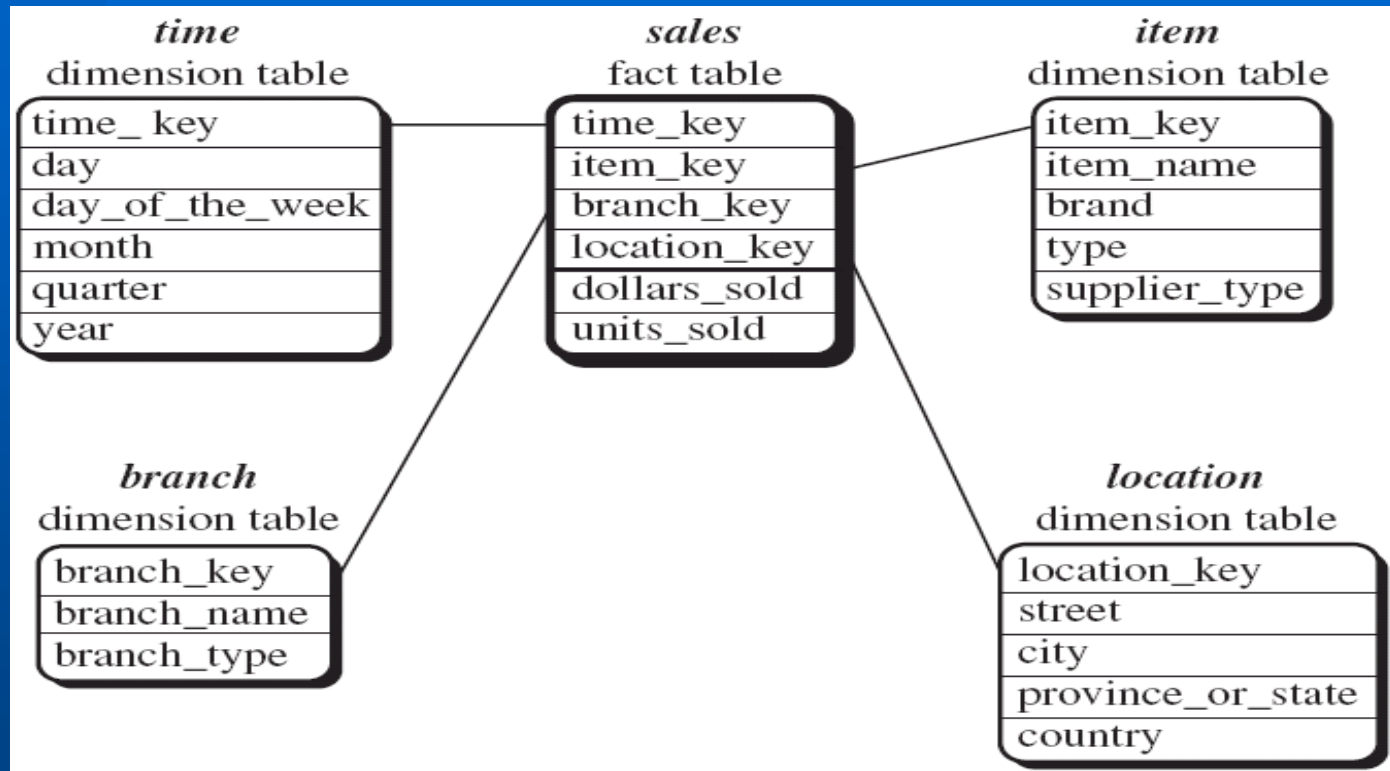 time
dimension table
time_ key
day
day_of_the_week
month
quarter
year
sales
fact table
time_key
item_key
branch_key
location_key
dollars_sold
units_sold
item
dimension table
item_key
item_name
brand
type
supplier_type
branch
dimension table
branch_key
branch_name
branch_type
location
dimension table
location_key
street
city
province_or_state
country